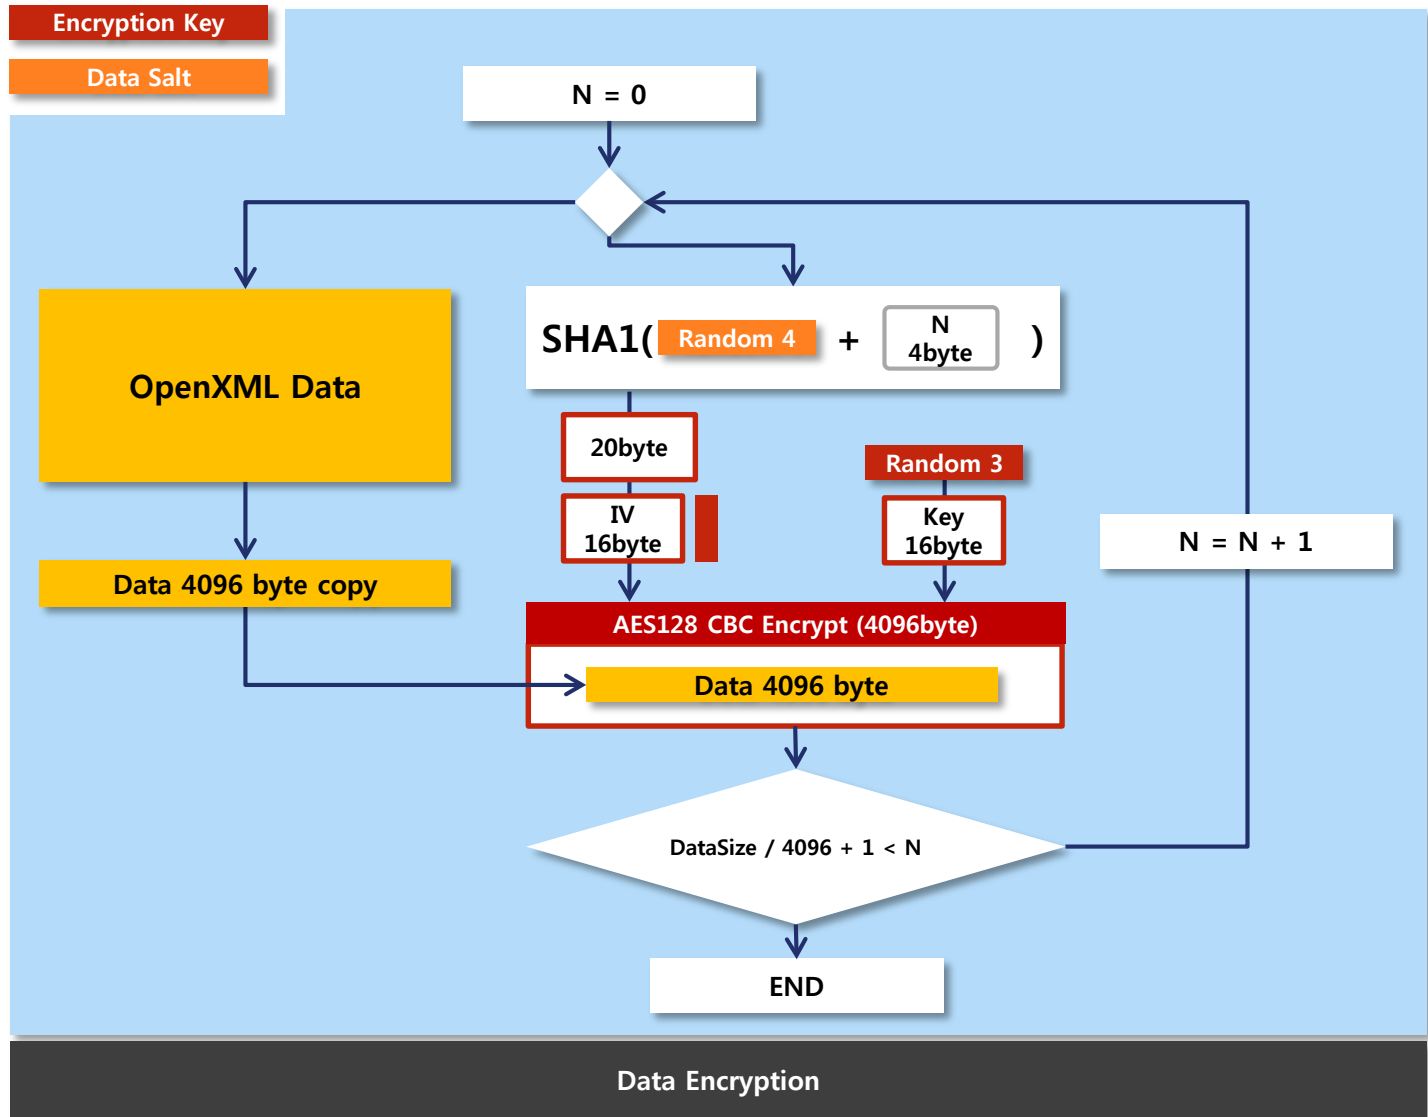 Encryption Key
Data Salt
N = 0
OpenXML Data
SHA1( Random 4 + N 4byte )
20byte
Random 3
IV
16byte
Key
16byte
N = N + 1
Data 4096 byte copy
AES128 CBC Encrypt (4096byte)
Data 4096 byte
DataSize / 4096 + 1 < N
END
Data Encryption